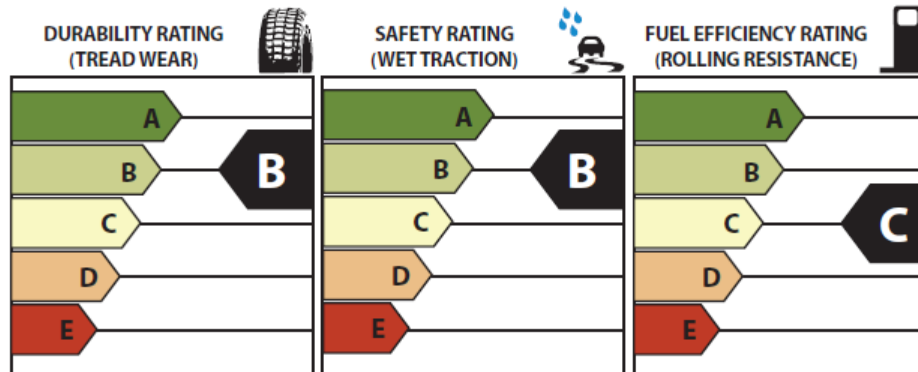 DURABILITY RATING
(TREAD WEAR)
A
B
B
C
D
E
SAFETY RATING
(WET TRACTION)
A
B
B
C
D
E
FUEL EFFICIENCY RATING
(ROLLING RESISTANCE)
A
B
C
C
D
E